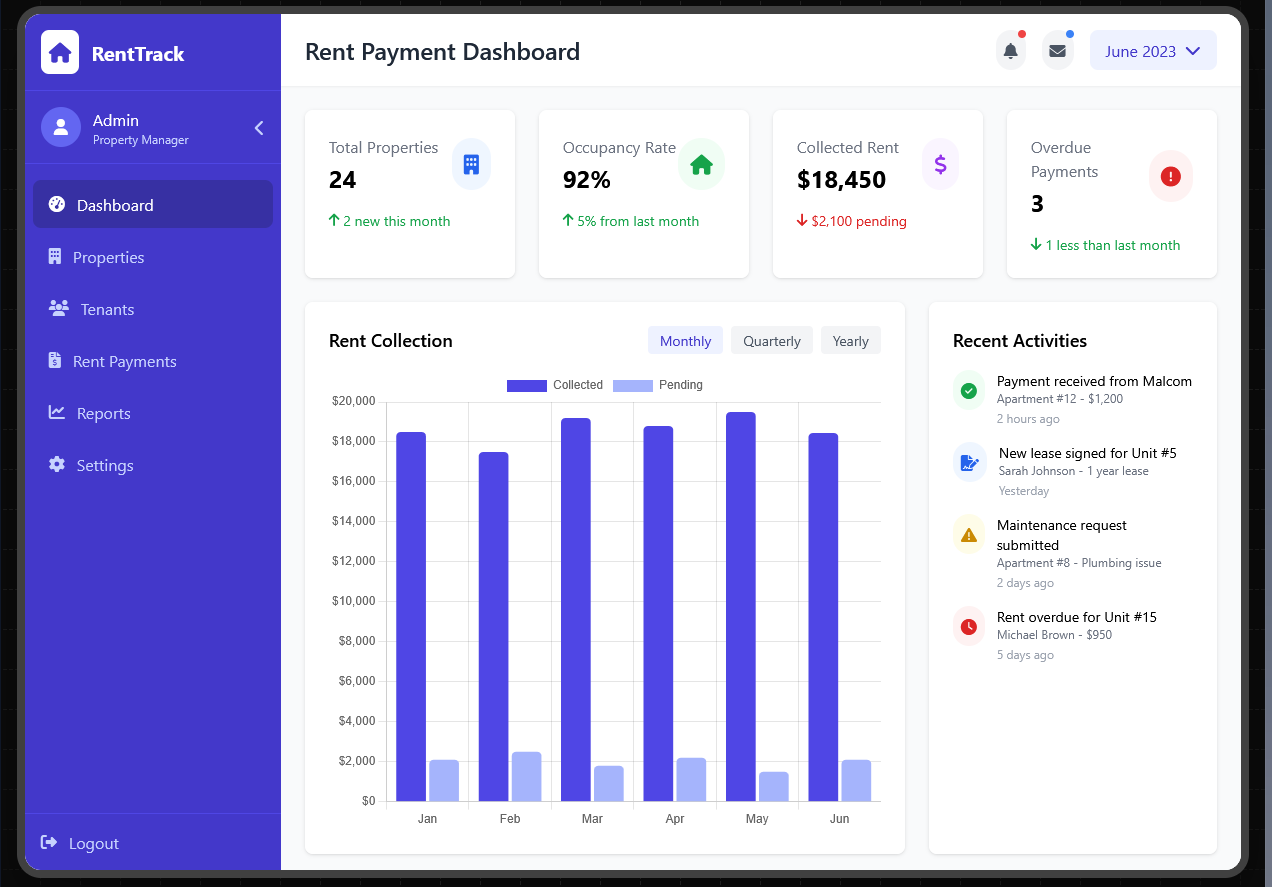 RentTrack
Admin
Property Manager
Dashboard
Properties
Tenants
Rent Payments
Reports
Settings
Logout
Rent Payment Dashboard
June 2023
Total Properties
24
2 new this month
Occupancy Rate
92%
5% from last month
Collected Rent
$18,450
$2,100 pending
Overdue
Payments
3
1 less than last month
Rent Collection
Monthly
Quarterly
Yearly
Collected
Pending
$20,000
$18,000
$16,000
$14,000
$12,000
$10,000
$8,000
$6,000
$4,000
$2,000
$0
Jan
Feb
Mar
Apr
May
Jun
Recent Activities
Payment received from Malcom
Apartment #12 - $1,200
2 hours ago
New lease signed for Unit #5
Sarah Johnson - 1 year lease
Yesterday
Maintenance request
submitted
Apartment #8 - Plumbing issue
2 days ago
Rent overdue for Unit #15
Michael Brown - $950
5 days ago